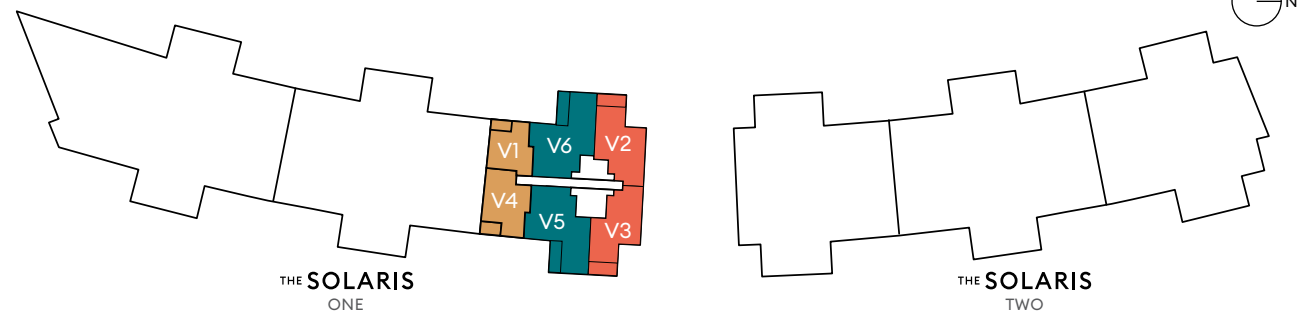 N
V1
V6
V2
V4
V5
V3
THE SOLARIS
ONE
THE SOLARIS
TWO